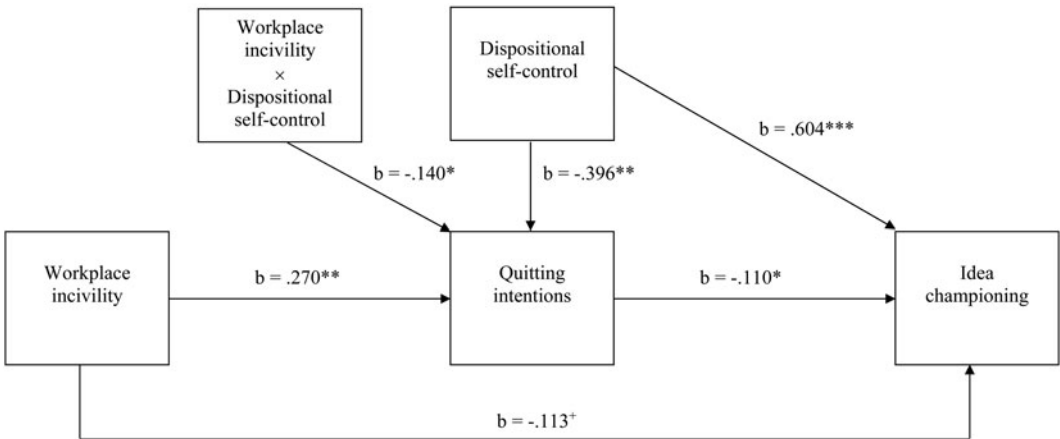 Workplace
incivility
×
Dispositional
self-control
Dispositional
self-control
b = .604***
b = -.140*
b = -.396**
Workplace
incivility
b = .270**
Quitting
intentions
b = -.110*
Idea
championing
b = -.113⁺